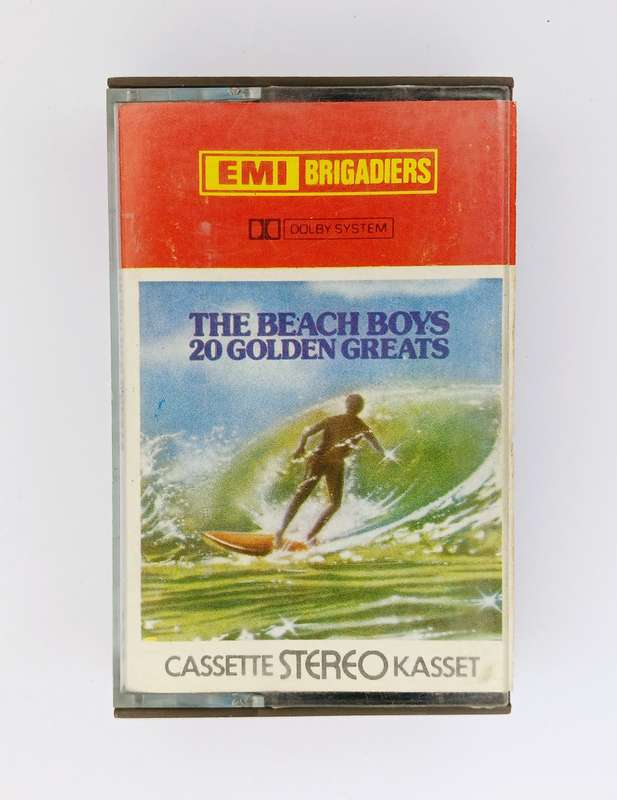 EMI BRIGADIERS
DOLBY SYSTEM
THE BEACH BOYS
20 GOLDEN GREATS
CASSETTE STEREO KASSET